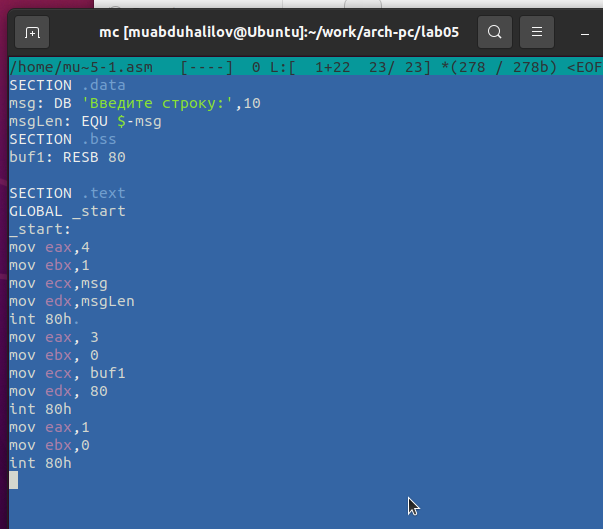 mc [muabduhalilov@Ubuntu]:~/work/arch-pc/lab05
/home/mu~5-1.asm   [----]  0 L:[  1+22  23/ 23] *(278 / 278b) <EOF
SECTION .data
msg: DB 'Введите строку:',10
msgLen: EQU $-msg
SECTION .bss
buf1: RESB 80
SECTION .text
GLOBAL _start
_start:
mov eax,4
mov ebx,1
mov ecx,msg
mov edx,msgLen
int 80h.
mov eax, 3
mov ebx, 0
mov ecx, buf1
mov edx, 80
int 80h
mov eax,1
mov ebx,0
int 80h